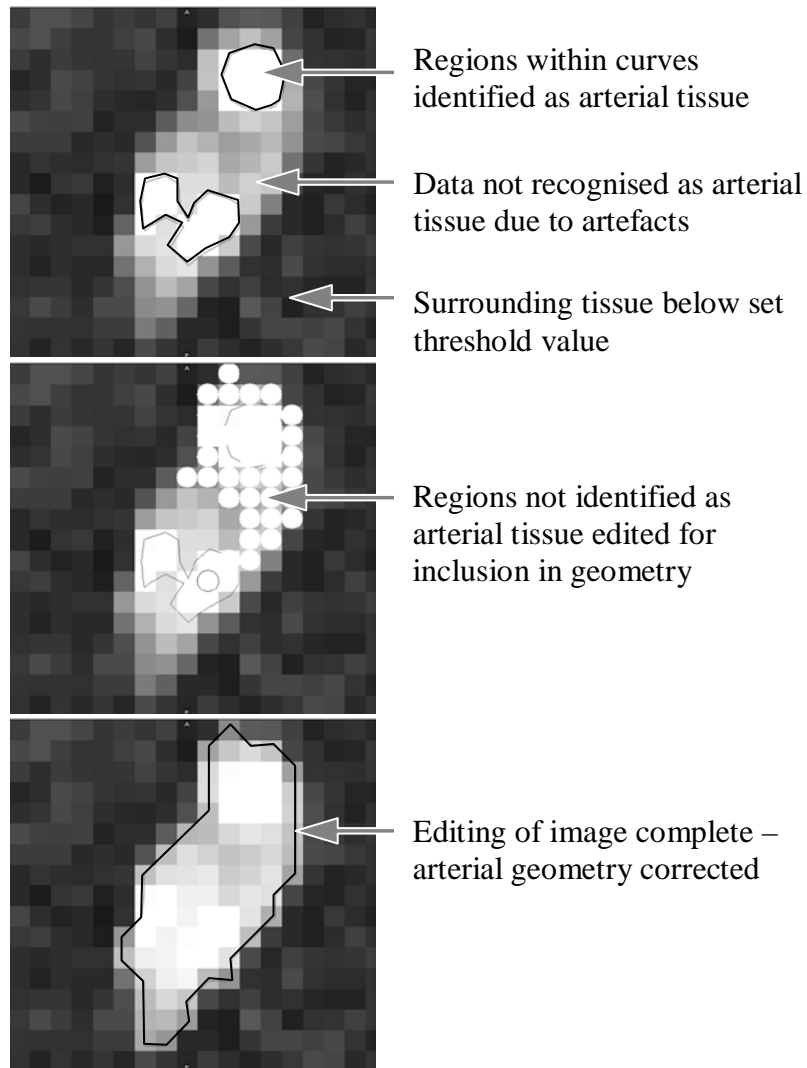 Regions within curves
identified as arterial tissue
Data not recognised as arterial
tissue due to artefacts
Surrounding tissue below set
threshold value
Regions not identified as
arterial tissue edited for
inclusion in geometry
Editing of image complete –
arterial geometry corrected